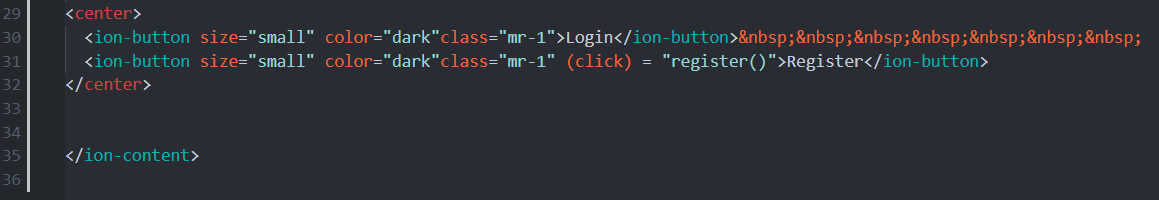 29 <center>
30 <ion-button size="small" color="dark"class="mr-1">Login</ion-button>&nbsp;&nbsp;&nbsp;&nbsp;&nbsp;&nbsp;&nbsp;
31 <ion-button size="small" color="dark"class="mr-1" (click) = "register()">Register</ion-button>
32 </center>
33
34
35 </ion-content>
36